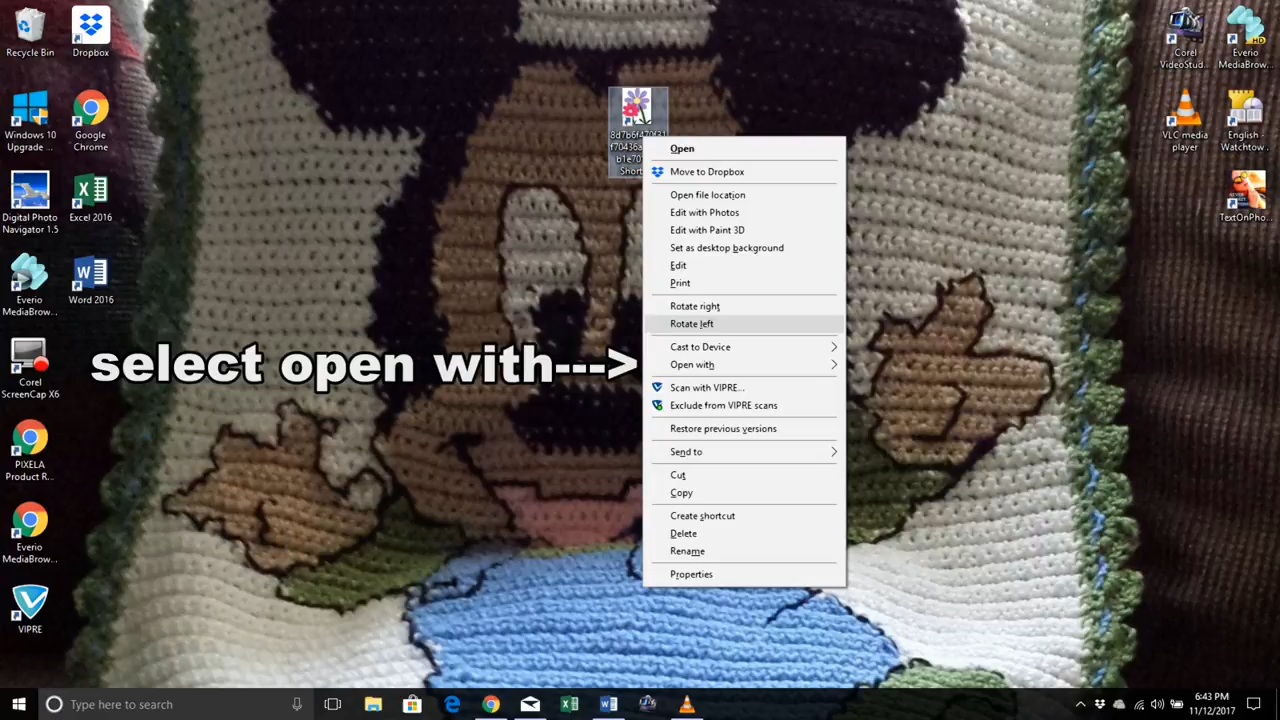 Recycle Bin
Dropbox
Windows 10
Upgrade ...
Google
Chrome
Digital Photo
Navigator 1.5
Excel 2016
Everio
MediaBrow...
Word 2016
Corel
ScreenCap X6
PIXELA
Product R...
Everio
MediaBrow...
VIPRE
select open with--->
Open
Move to Dropbox
Open file location
Edit with Photos
Edit with Paint 3D
Set as desktop background
Edit
Print
Rotate right
Rotate left
Cast to Device
Open with
Scan with VIPRE...
Exclude from VIPRE scans
Restore previous versions
Send to
Cut
Copy
Create shortcut
Delete
Rename
Properties
Corel
VideoStud...
Everio
MediaBrow...
VLC media
player
English -
Watchtow...
TextOnPho...
Type here to search
6:43 PM
11/12/2017